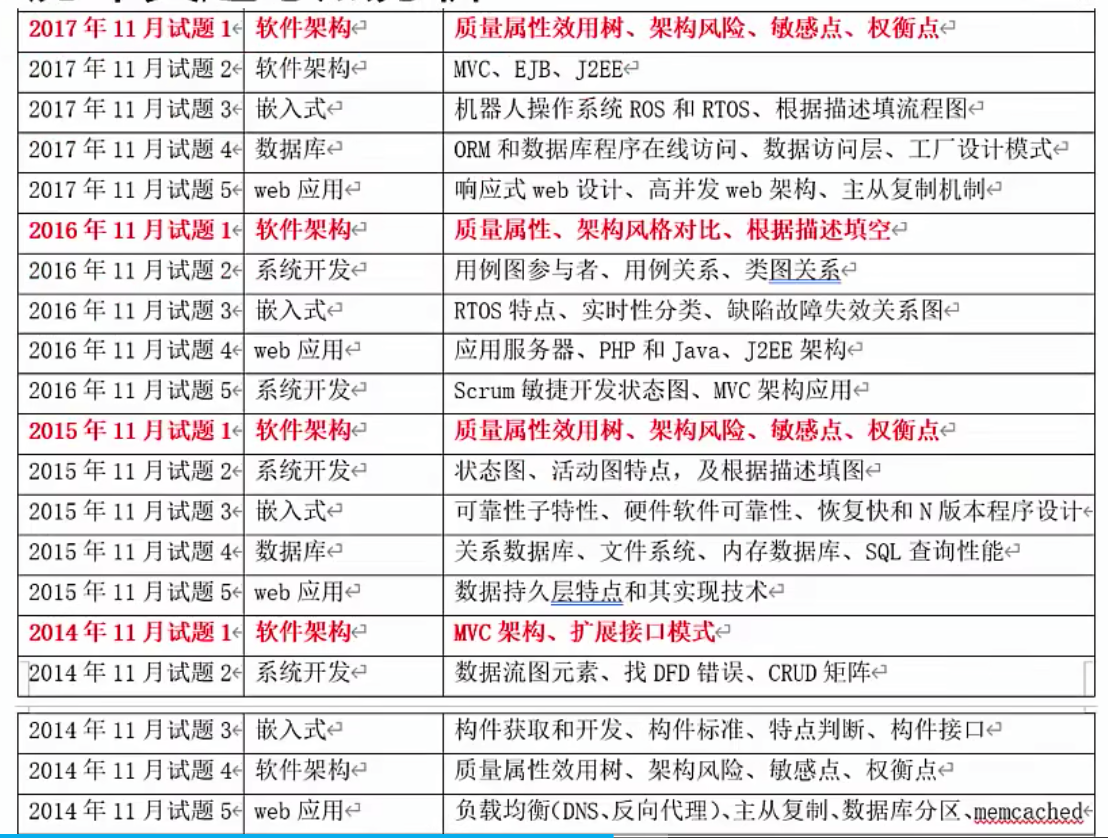 2017 年 11 月试题 1 软件架构 质量属性效用树、架构风险、敏感点、权衡点
2017 年 11 月试题 2 软件架构 MVC、EJB、J2EE
2017 年 11 月试题 3 嵌入式 机器人操作系统 ROS 和 RTOS、根据描述填流程图
2017 年 11 月试题 4 数据库 ORM 和数据库程序在线访问、数据访问层、工厂设计模式
2017 年 11 月试题 5 web 应用 响应式 web 设计、高并发 web 架构、主从复制机制
2016 年 11 月试题 1 软件架构 质量属性、架构风格对比、根据描述填空
2016 年 11 月试题 2 系统开发 用例图参与者、用例关系、类图关系
2016 年 11 月试题 3 嵌入式 RTOS 特点、实时性分类、缺陷故障失效关系图
2016 年 11 月试题 4 web 应用 应用服务器、PHP 和 Java、J2EE 架构
2016 年 11 月试题 5 系统开发 Scrum 敏捷开发状态图、MVC 架构应用
2015 年 11 月试题 1 软件架构 质量属性效用树、架构风险、敏感点、权衡点
2015 年 11 月试题 2 系统开发 状态图、活动图特点，及根据描述填图
2015 年 11 月试题 3 嵌入式 可靠性子特性、硬件软件可靠性、恢复快和 N 版本程序设计
2015 年 11 月试题 4 数据库 关系数据库、文件系统、内存数据库、SQL 查询性能
2015 年 11 月试题 5 web 应用 数据持久层特点和其实现技术
2014 年 11 月试题 1 软件架构 MVC 架构、扩展接口模式
2014 年 11 月试题 2 系统开发 数据流图元素、找 DFD 错误、CRUD 矩阵
2014 年 11 月试题 3 嵌入式 构件获取和开发、构件标准、特点判断、构件接口
2014 年 11 月试题 4 软件架构 质量属性效用树、架构风险、敏感点、权衡点
2014 年 11 月试题 5 web 应用 负载均衡(DNS、反向代理)、主从复制、数据库分区、memcached